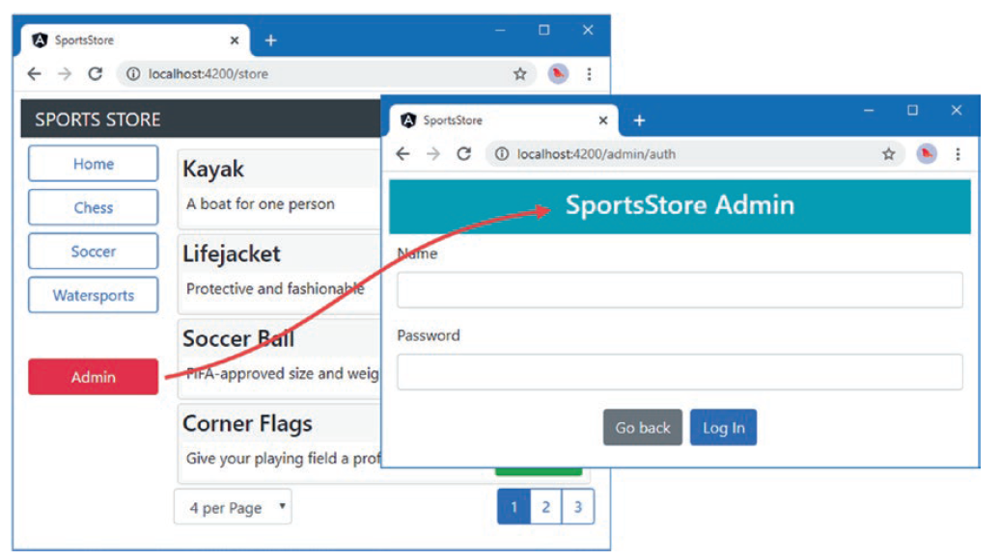 SportsStore
localhost:4200/store
SPORTS STORE
Home
Chess
Soccer
Watersports
Admin
Kayak
A boat for one person
Lifejacket
Protective and fashionable
Soccer Ball
FIFA-approved size and weig
Corner Flags
Give your playing field a prof
4 per Page
1 2 3
SportsStore
localhost:4200/admin/auth
SportsStore Admin
Name
Password
Go back Log In